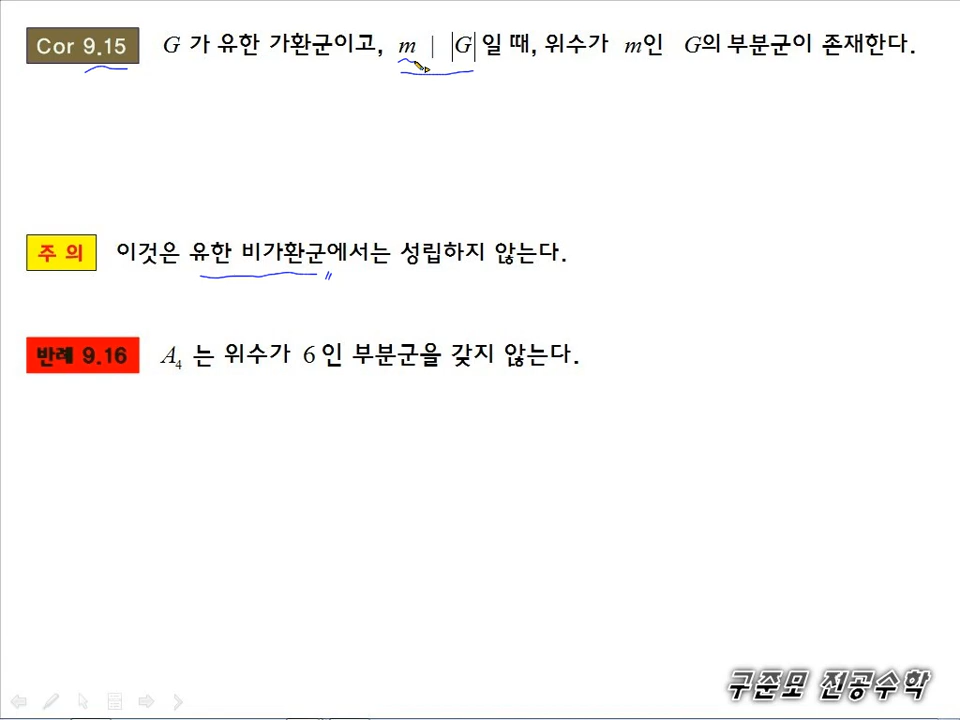 Cor 9.15 G 가 유한 가환군이고, m | |G| 일 때, 위수가 m인 G의 부분군이 존재한다.
주 의 이것은 유한 비가환군에서는 성립하지 않는다.
반례 9.16 A₄ 는 위수가 6 인 부분군을 갖지 않는다.
구준모 전공수학